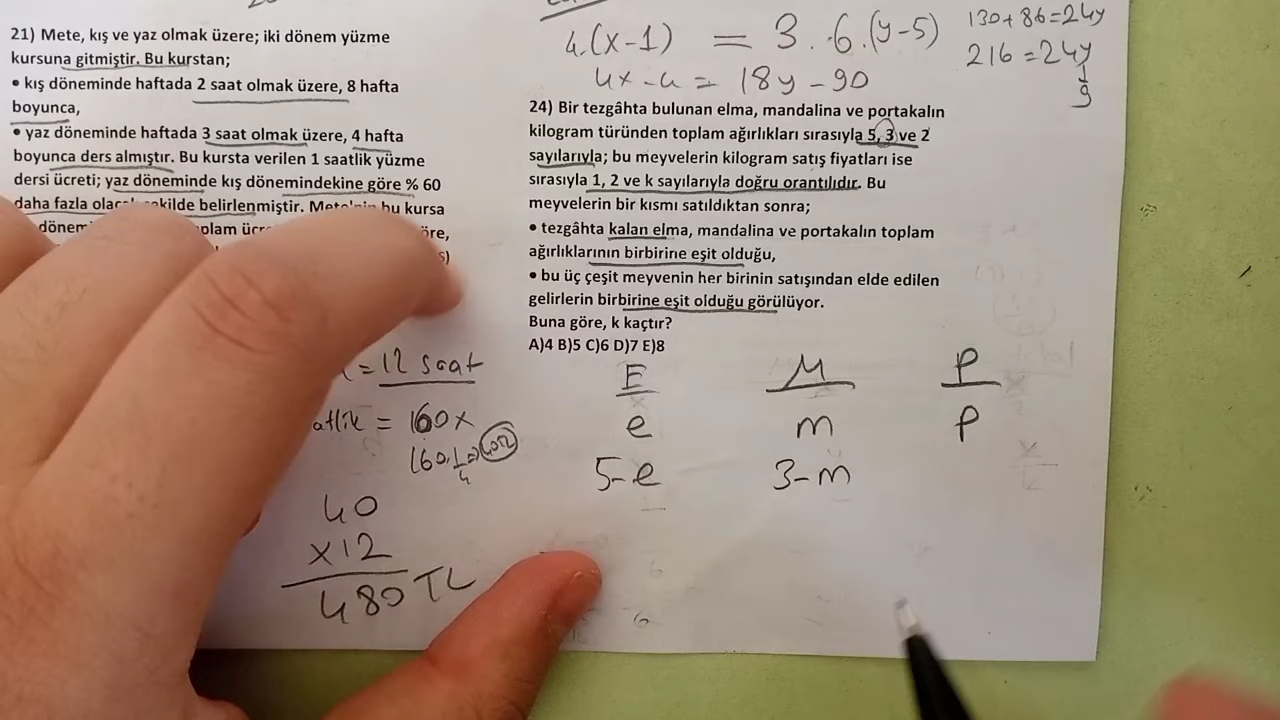 21) Mete, kış ve yaz olmak üzere; iki dönem yüzme
kursuna gitmiştir. Bu kurstan;
• kış döneminde haftada 2 saat olmak üzere, 8 hafta
boyunca,
• yaz döneminde haftada 3 saat olmak üzere, 4 hafta
boyunca ders almıştır. Bu kursta verilen 1 saatlik yüzme
dersi ücreti; yaz döneminde kış dönemindekine göre % 60
daha fazla olacak şekilde belirlenmiştir. Mete'nin bu kursa
= 12 saat
= 160x
160.
40
x12
480 TL
4.(x-1) = 3.6.(y-5)
4x-4 = 18y-90
130+86=24y
216=24y
9
24) Bir tezgâhta bulunan elma, mandalina ve portakalın
kilogram türünden toplam ağırlıkları sırasıyla 5, 3 ve 2
sayılarıyla; bu meyvelerin kilogram satış fiyatları ise
sırasıyla 1, 2 ve k sayılarıyla doğru orantılıdır. Bu
meyvelerin bir kısmı satıldıktan sonra;
• tezgâhta kalan elma, mandalina ve portakalın toplam
ağırlıklarının birbirine eşit olduğu,
• bu üç çeşit meyvenin her birinin satışından elde edilen
gelirlerin birbirine eşit olduğu görülüyor.
Buna göre, k kaçtır?
A)4 B)5 C)6 D)7 E)8
E M P
e m p
5-e 3-m